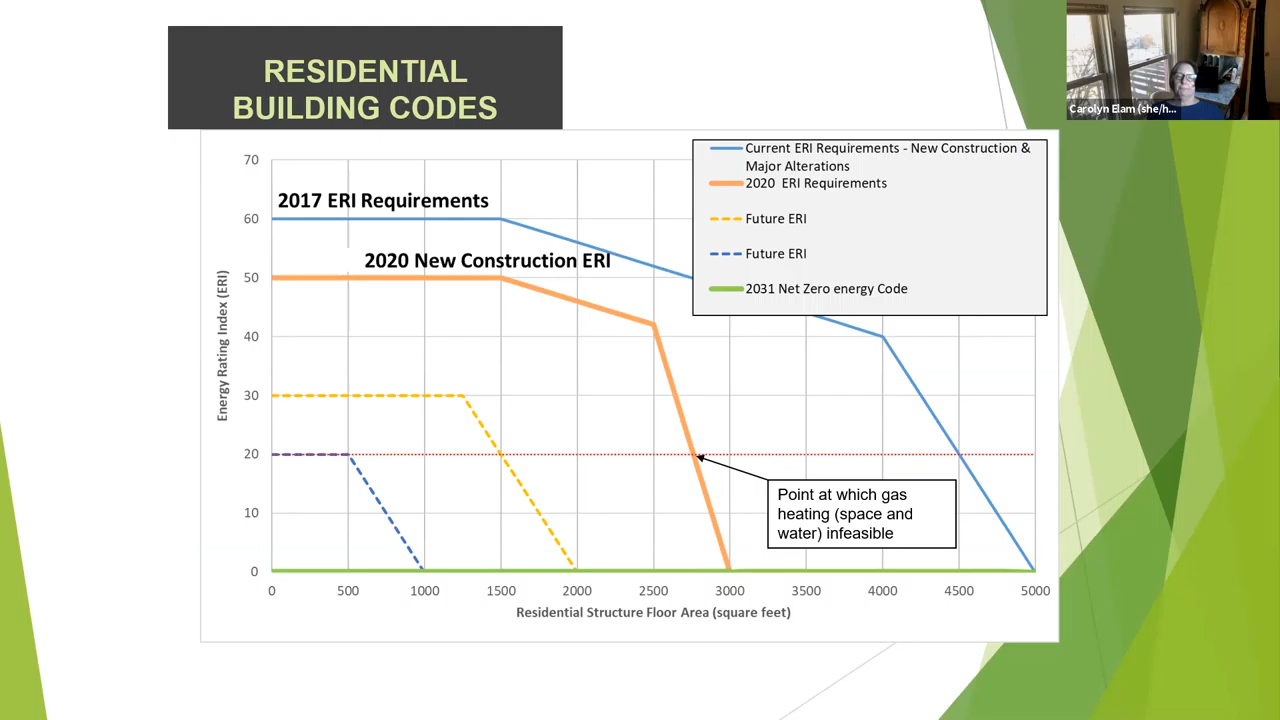 RESIDENTIAL
BUILDING CODES
Carolyn Elam (she/h...
Current ERI Requirements - New Construction &
Major Alterations
2020 ERI Requirements
Future ERI
Future ERI
2031 Net Zero energy Code
2017 ERI Requirements
2020 New Construction ERI
Energy Rating Index (ERI)
70
60
50
40
30
20
10
0
Point at which gas
heating (space and
water) infeasible
0 500 1000 1500 2000 2500 3000 3500 4000 4500 5000
Residential Structure Floor Area (square feet)